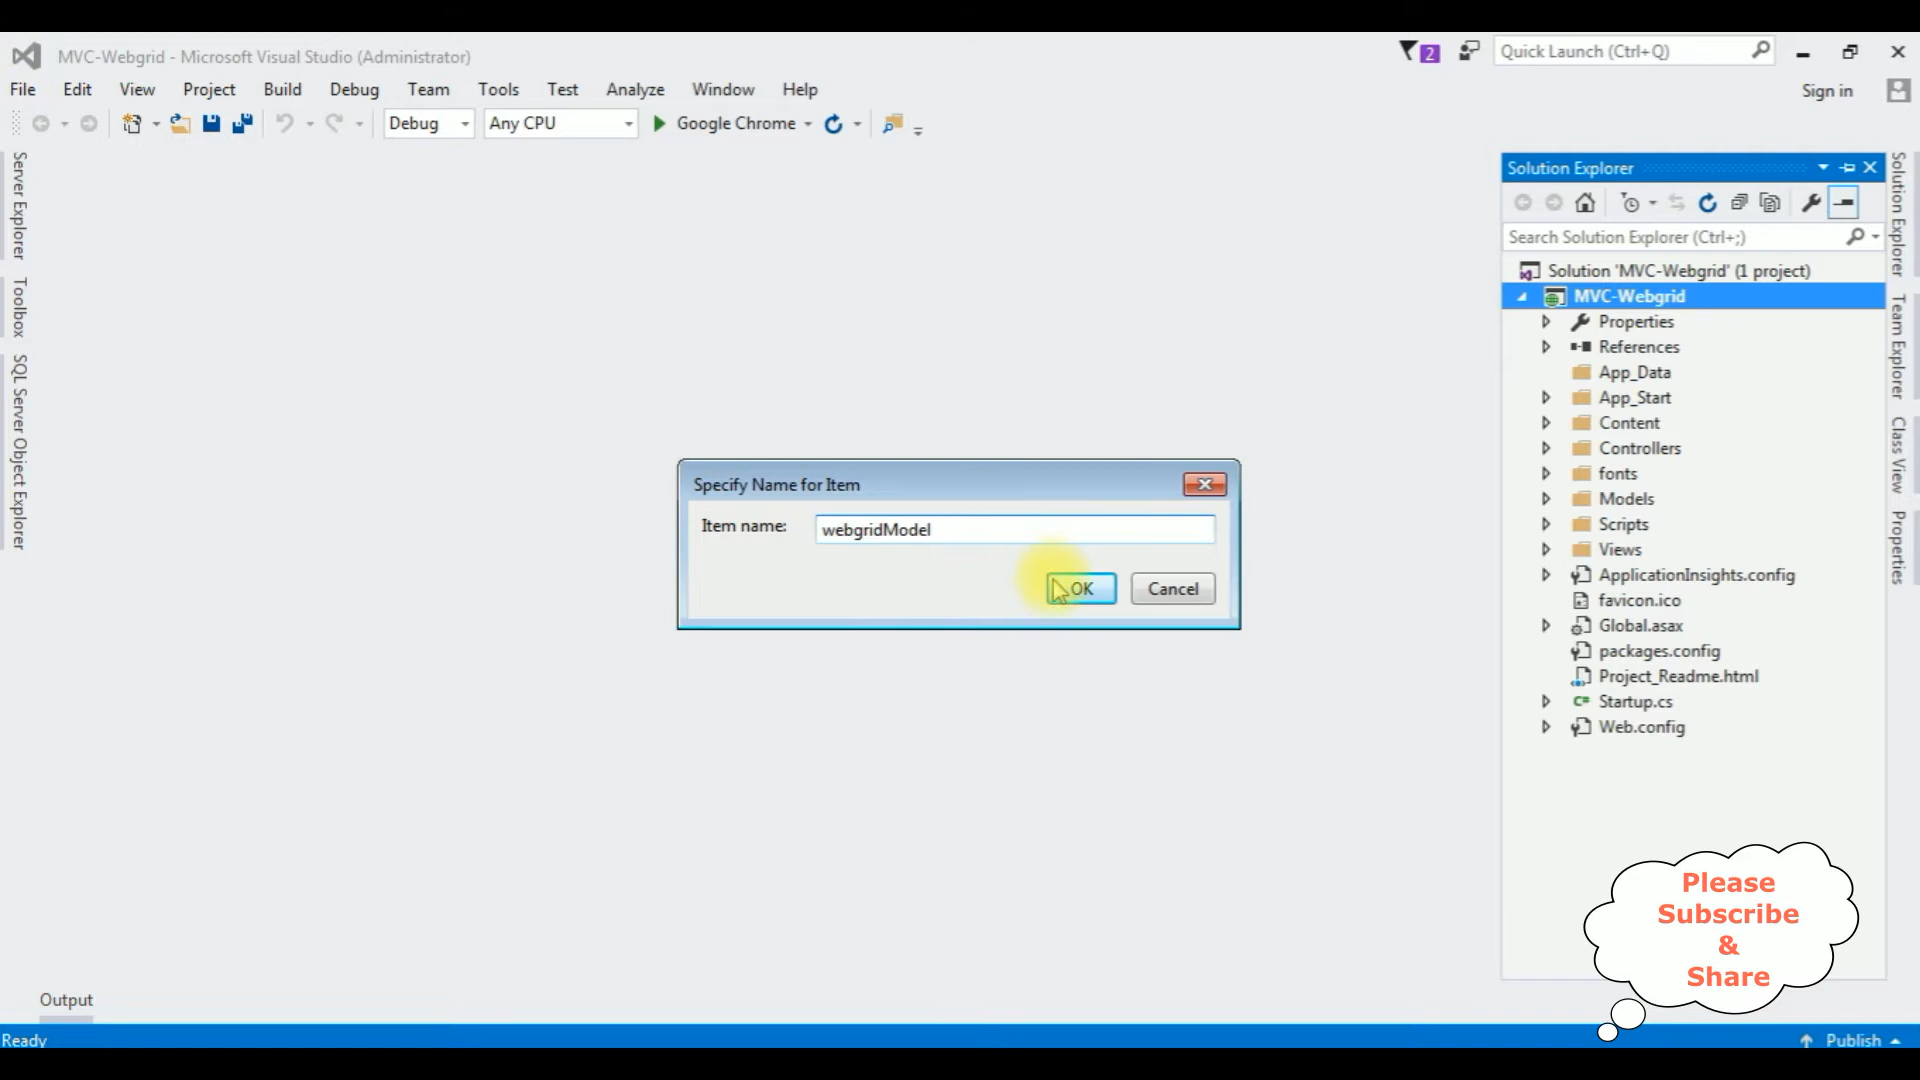 MVC-Webgrid - Microsoft Visual Studio (Administrator)
2
Quick Launch (Ctrl+Q)
File Edit View Project Build Debug Team Tools Test Analyze Window Help
Sign in
Debug
Any CPU
Google Chrome
Server Explorer
Toolbox
SQL Server Object Explorer
Specify Name for Item
Item name:
webgridModel
OK
Cancel
Solution Explorer
Search Solution Explorer (Ctrl+;)
Solution 'MVC-Webgrid' (1 project)
MVC-Webgrid
Properties
References
App_Data
App_Start
Content
Controllers
fonts
Models
Scripts
Views
ApplicationInsights.config
favicon.ico
Global.asax
packages.config
Project_Readme.html
C# Startup.cs
Web.config
Solution Explorer
Team Explorer
Class View
Properties
Please
Subscribe
&
Share
Output
Ready
Publish